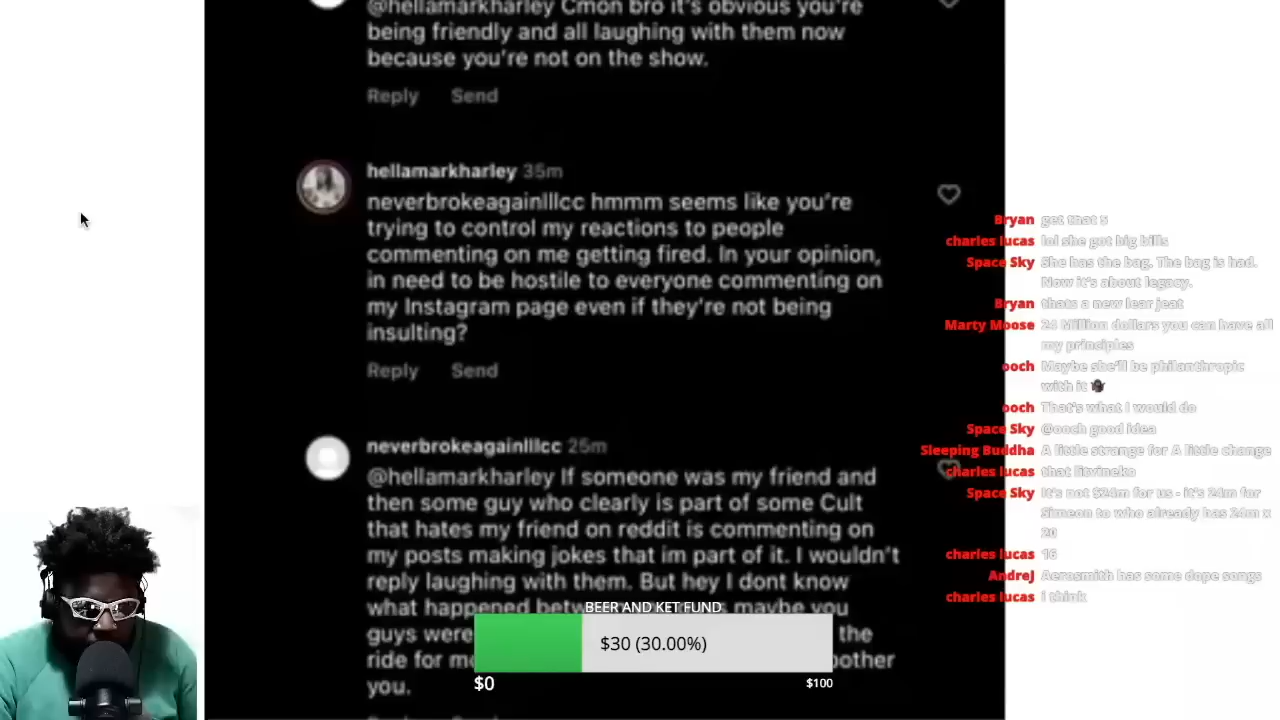 @hellamarkharley Cmon bro it's obvious you're
being friendly and all laughing with them now
because you're not on the show.
Reply Send
hellamarkharley 35m
neverbrokeagainlllcc hmmm seems like you're
trying to control my reactions to people
commenting on me getting fired. In your opinion,
in need to be hostile to everyone commenting on
my Instagram page even if they're not being
insulting?
Reply Send
neverbrokeagainlllcc 25m
@hellamarkharley If someone was my friend and
then some guy who clearly is part of some Cult
that hates my friend on reddit is commenting on
my posts making jokes that im part of it. I wouldn't
reply laughing with them. But hey I dont know
what happened maybe you
guys were the
ride for
you.
BEER AND KET FUND
$30 (30.00%)
$0 $100
Bryan get that 5
charles lucas lol she got big bills
Space Sky She has the bag. The bag is had.
Now it's about legacy.
Bryan thats a new lear jeat
Marty Moose 24 Million dollars you can have all
my principles
ooch Maybe she'll be philanthropic
with it
ooch That's what I would do
Space Sky @ooch good idea
Sleeping Buddha A little strange for A little change
charles lucas that litvineko
Space Sky It's not $24m for us - it's 24m for
Simeon to who already has 24m x
20
charles lucas 16
Andrej Aerosmith has some dope songs
charles lucas i think